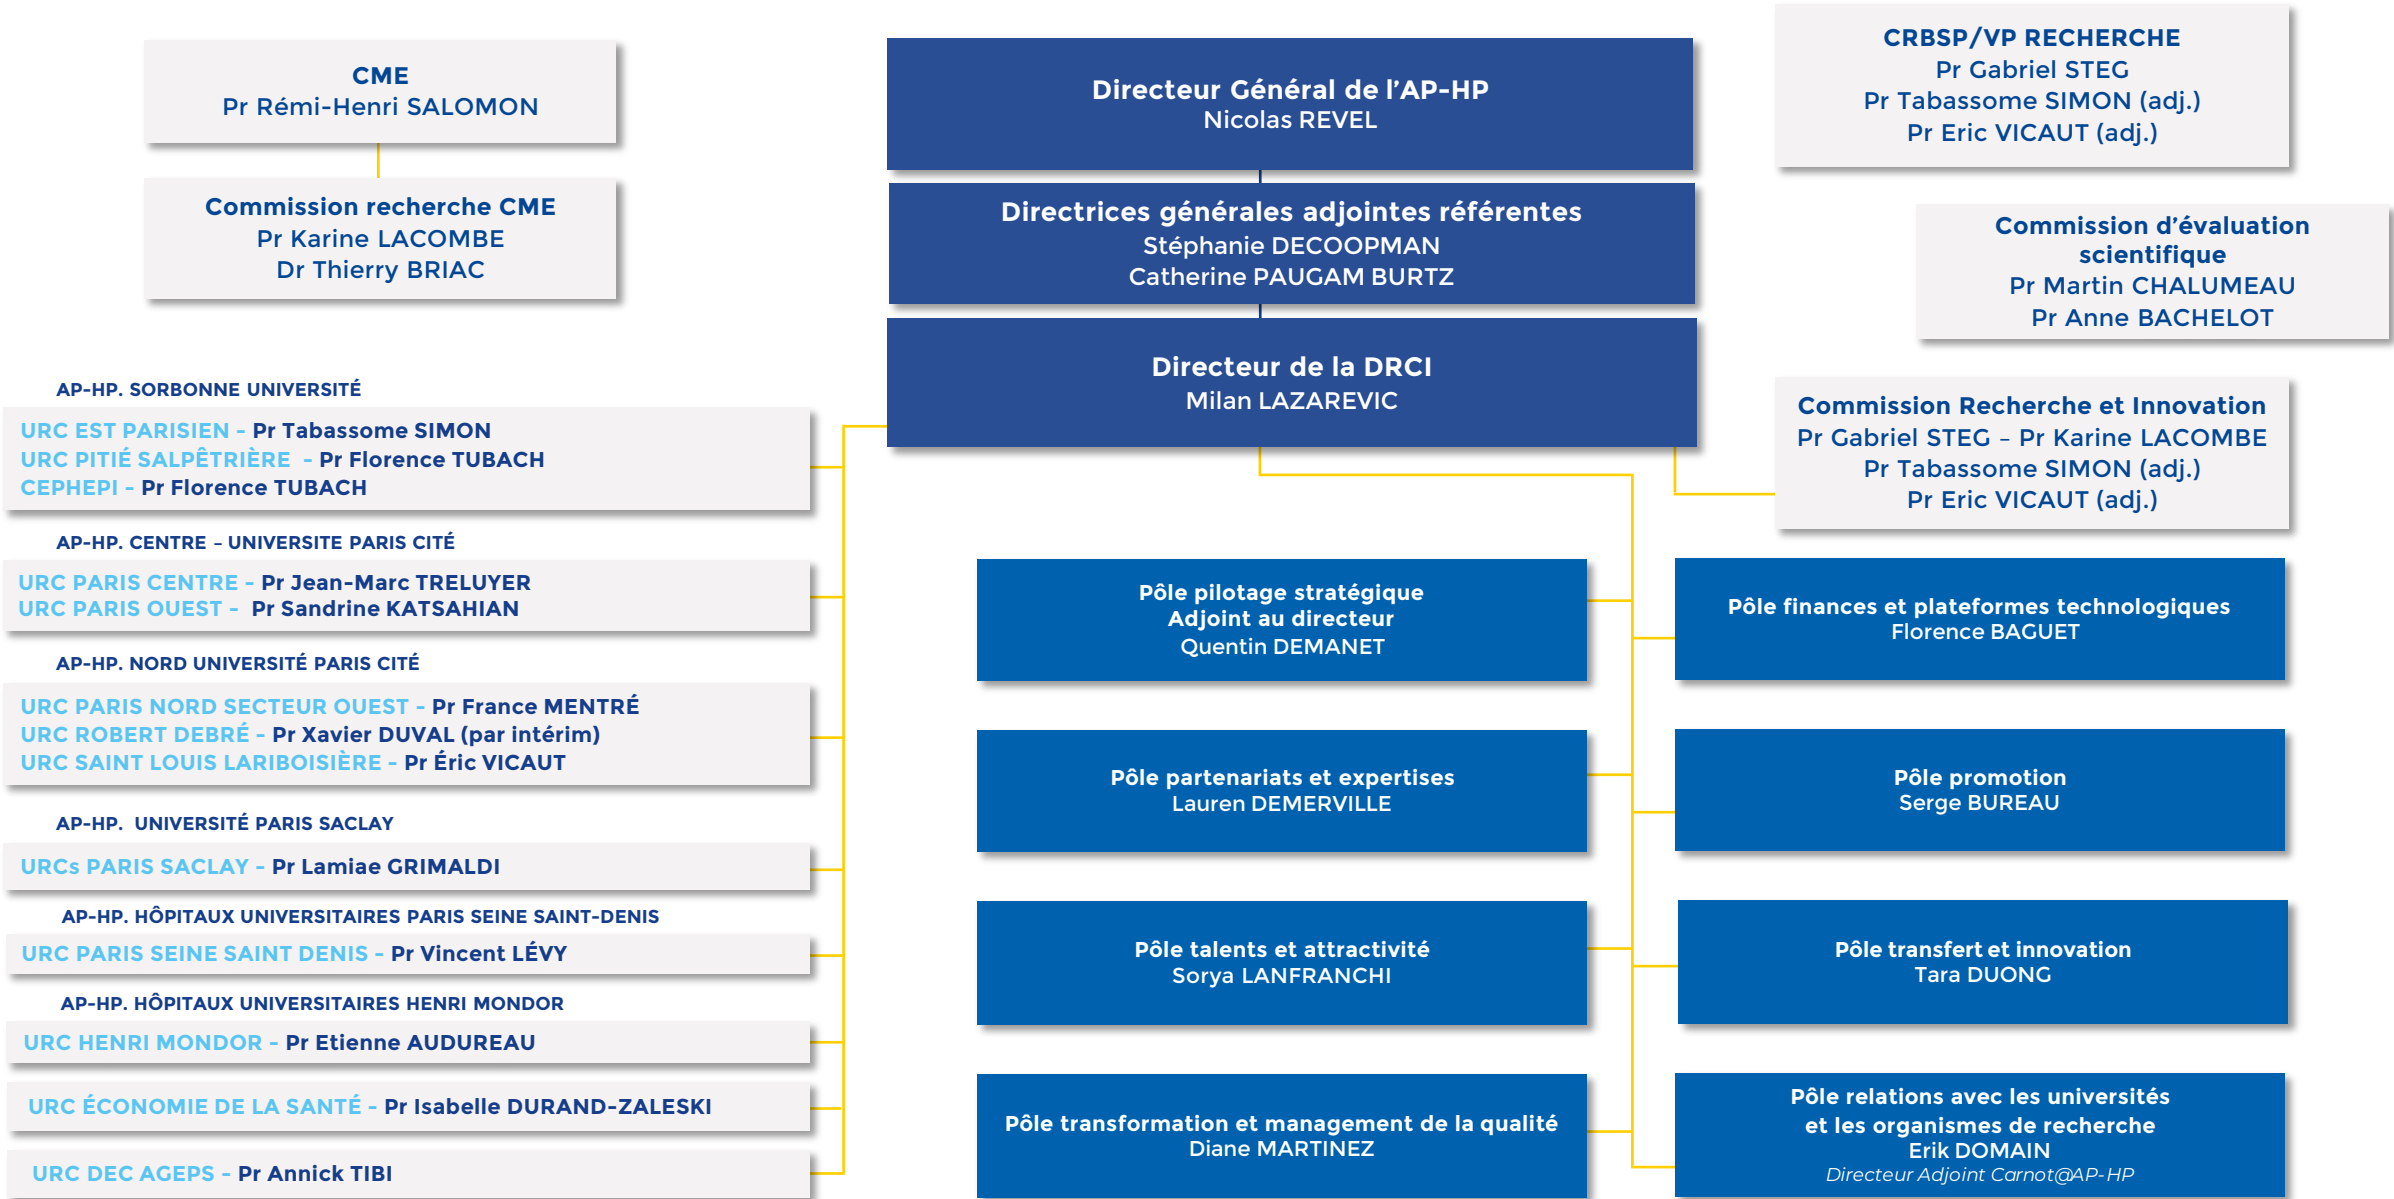 CME
Pr Rémi-Henri SALOMON
Commission recherche CME
Pr Karine LACOMBE
Dr Thierry BRIAC
Directeur Général de l'AP-HP
Nicolas REVEL
Directrices générales adjointes référentes
Stéphanie DECOOPMAN
Catherine PAUGAM BURTZ
Directeur de la DRCI
Milan LAZAREVIC
CRBSP/VP RECHERCHE
Pr Gabriel STEG
Pr Tabassome SIMON (adj.)
Pr Eric VICAUT (adj.)
Commission d'évaluation
scientifique
Pr Martin CHALUMEAU
Pr Anne BACHELOT
Commission Recherche et Innovation
Pr Gabriel STEG – Pr Karine LACOMBE
Pr Tabassome SIMON (adj.)
Pr Eric VICAUT (adj.)
AP-HP. SORBONNE UNIVERSITÉ
URC EST PARISIEN - Pr Tabassome SIMON
URC PITIÉ SALPÊTRIÈRE - Pr Florence TUBACH
CEPHEPI - Pr Florence TUBACH
AP-HP. CENTRE – UNIVERSITE PARIS CITÉ
URC PARIS CENTRE - Pr Jean-Marc TRELUYER
URC PARIS OUEST - Pr Sandrine KATSAHIAN
AP-HP. NORD UNIVERSITÉ PARIS CITÉ
URC PARIS NORD SECTEUR OUEST - Pr France MENTRÉ
URC ROBERT DEBRÉ - Pr Xavier DUVAL (par intérim)
URC SAINT LOUIS LARIBOISIÈRE - Pr Éric VICAUT
AP-HP. UNIVERSITÉ PARIS SACLAY
URCs PARIS SACLAY - Pr Lamiae GRIMALDI
AP-HP. HÔPITAUX UNIVERSITAIRES PARIS SEINE SAINT-DENIS
URC PARIS SEINE SAINT DENIS - Pr Vincent LÉVY
AP-HP. HÔPITAUX UNIVERSITAIRES HENRI MONDOR
URC HENRI MONDOR - Pr Etienne AUDUREAU
URC ÉCONOMIE DE LA SANTÉ - Pr Isabelle DURAND-ZALESKI
URC DEC AGEPS - Pr Annick TIBI
Pôle pilotage stratégique
Adjoint au directeur
Quentin DEMANET
Pôle finances et plateformes technologiques
Florence BAGUET
Pôle partenariats et expertises
Lauren DEMERVILLE
Pôle promotion
Serge BUREAU
Pôle talents et attractivité
Sorya LANFRANCHI
Pôle transfert et innovation
Tara DUONG
Pôle transformation et management de la qualité
Diane MARTINEZ
Pôle relations avec les universités
et les organismes de recherche
Erik DOMAIN
Directeur Adjoint Carnot@AP-HP